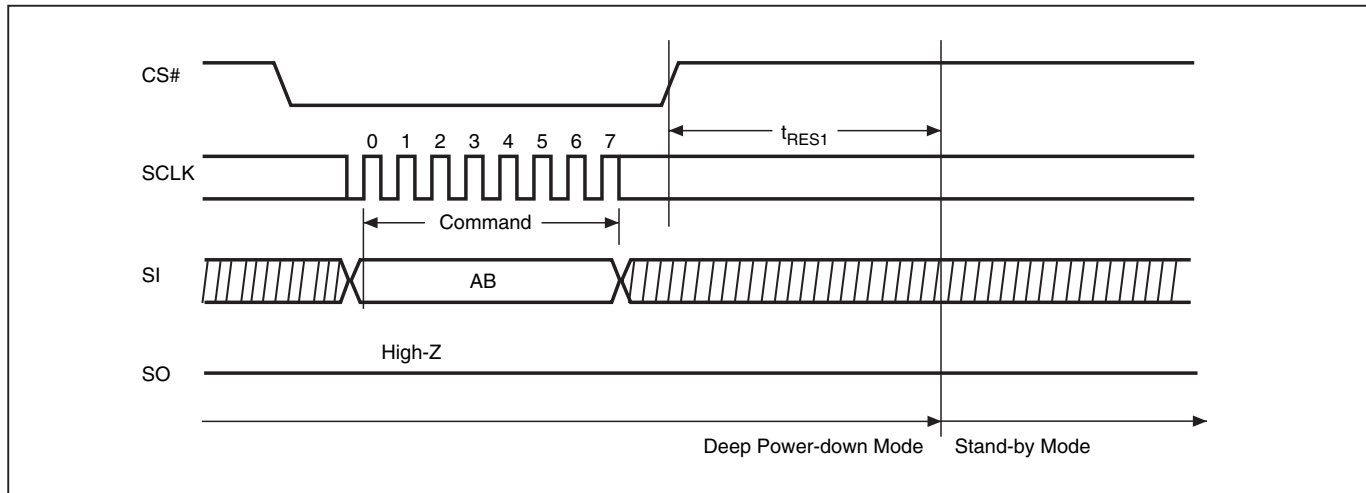 CS#
tRES1
0 1 2 3 4 5 6 7
SCLK
Command
SI
AB
High-Z
SO
Deep Power-down Mode Stand-by Mode